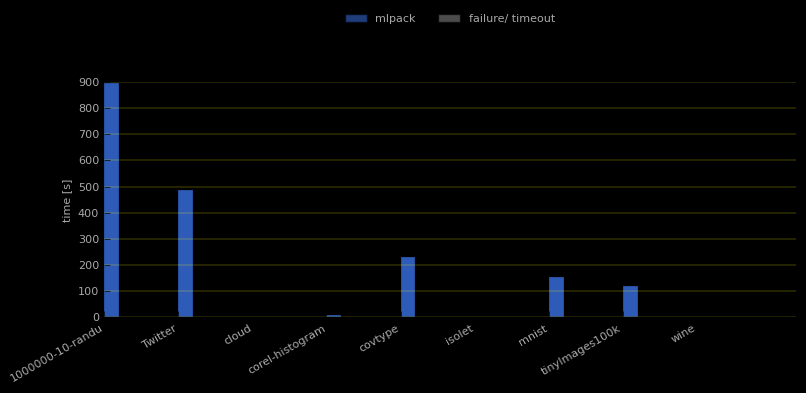 mlpack failure/ timeout
900
800
700
600
500
400
300
200
100
0
time [s]
1000000-10-randu
Twitter
cloud
corel-histogram
covtype
isolet
mnist
tinyImages100k
wine